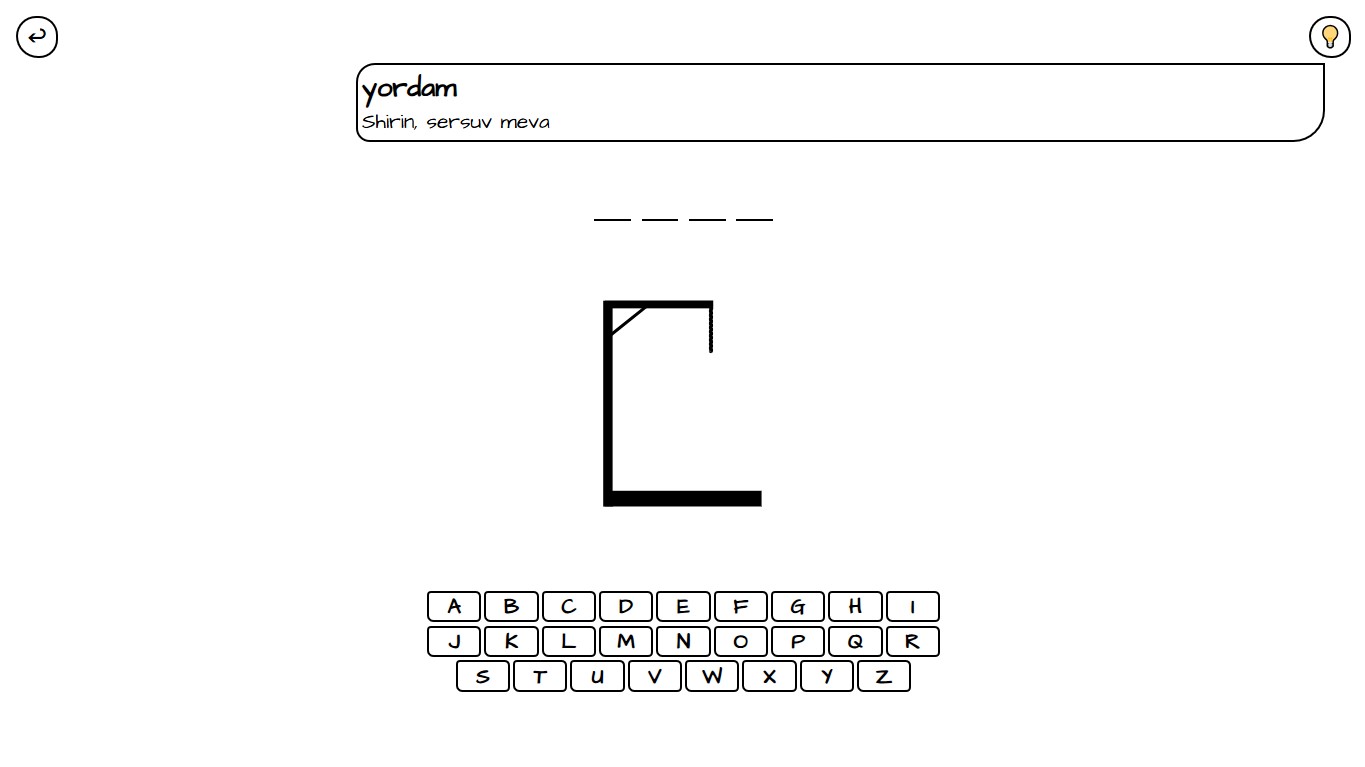 yordam
Shirin, sersuv meva
A B C D E F G H I
J K L M N O P Q R
S T U V W X Y Z